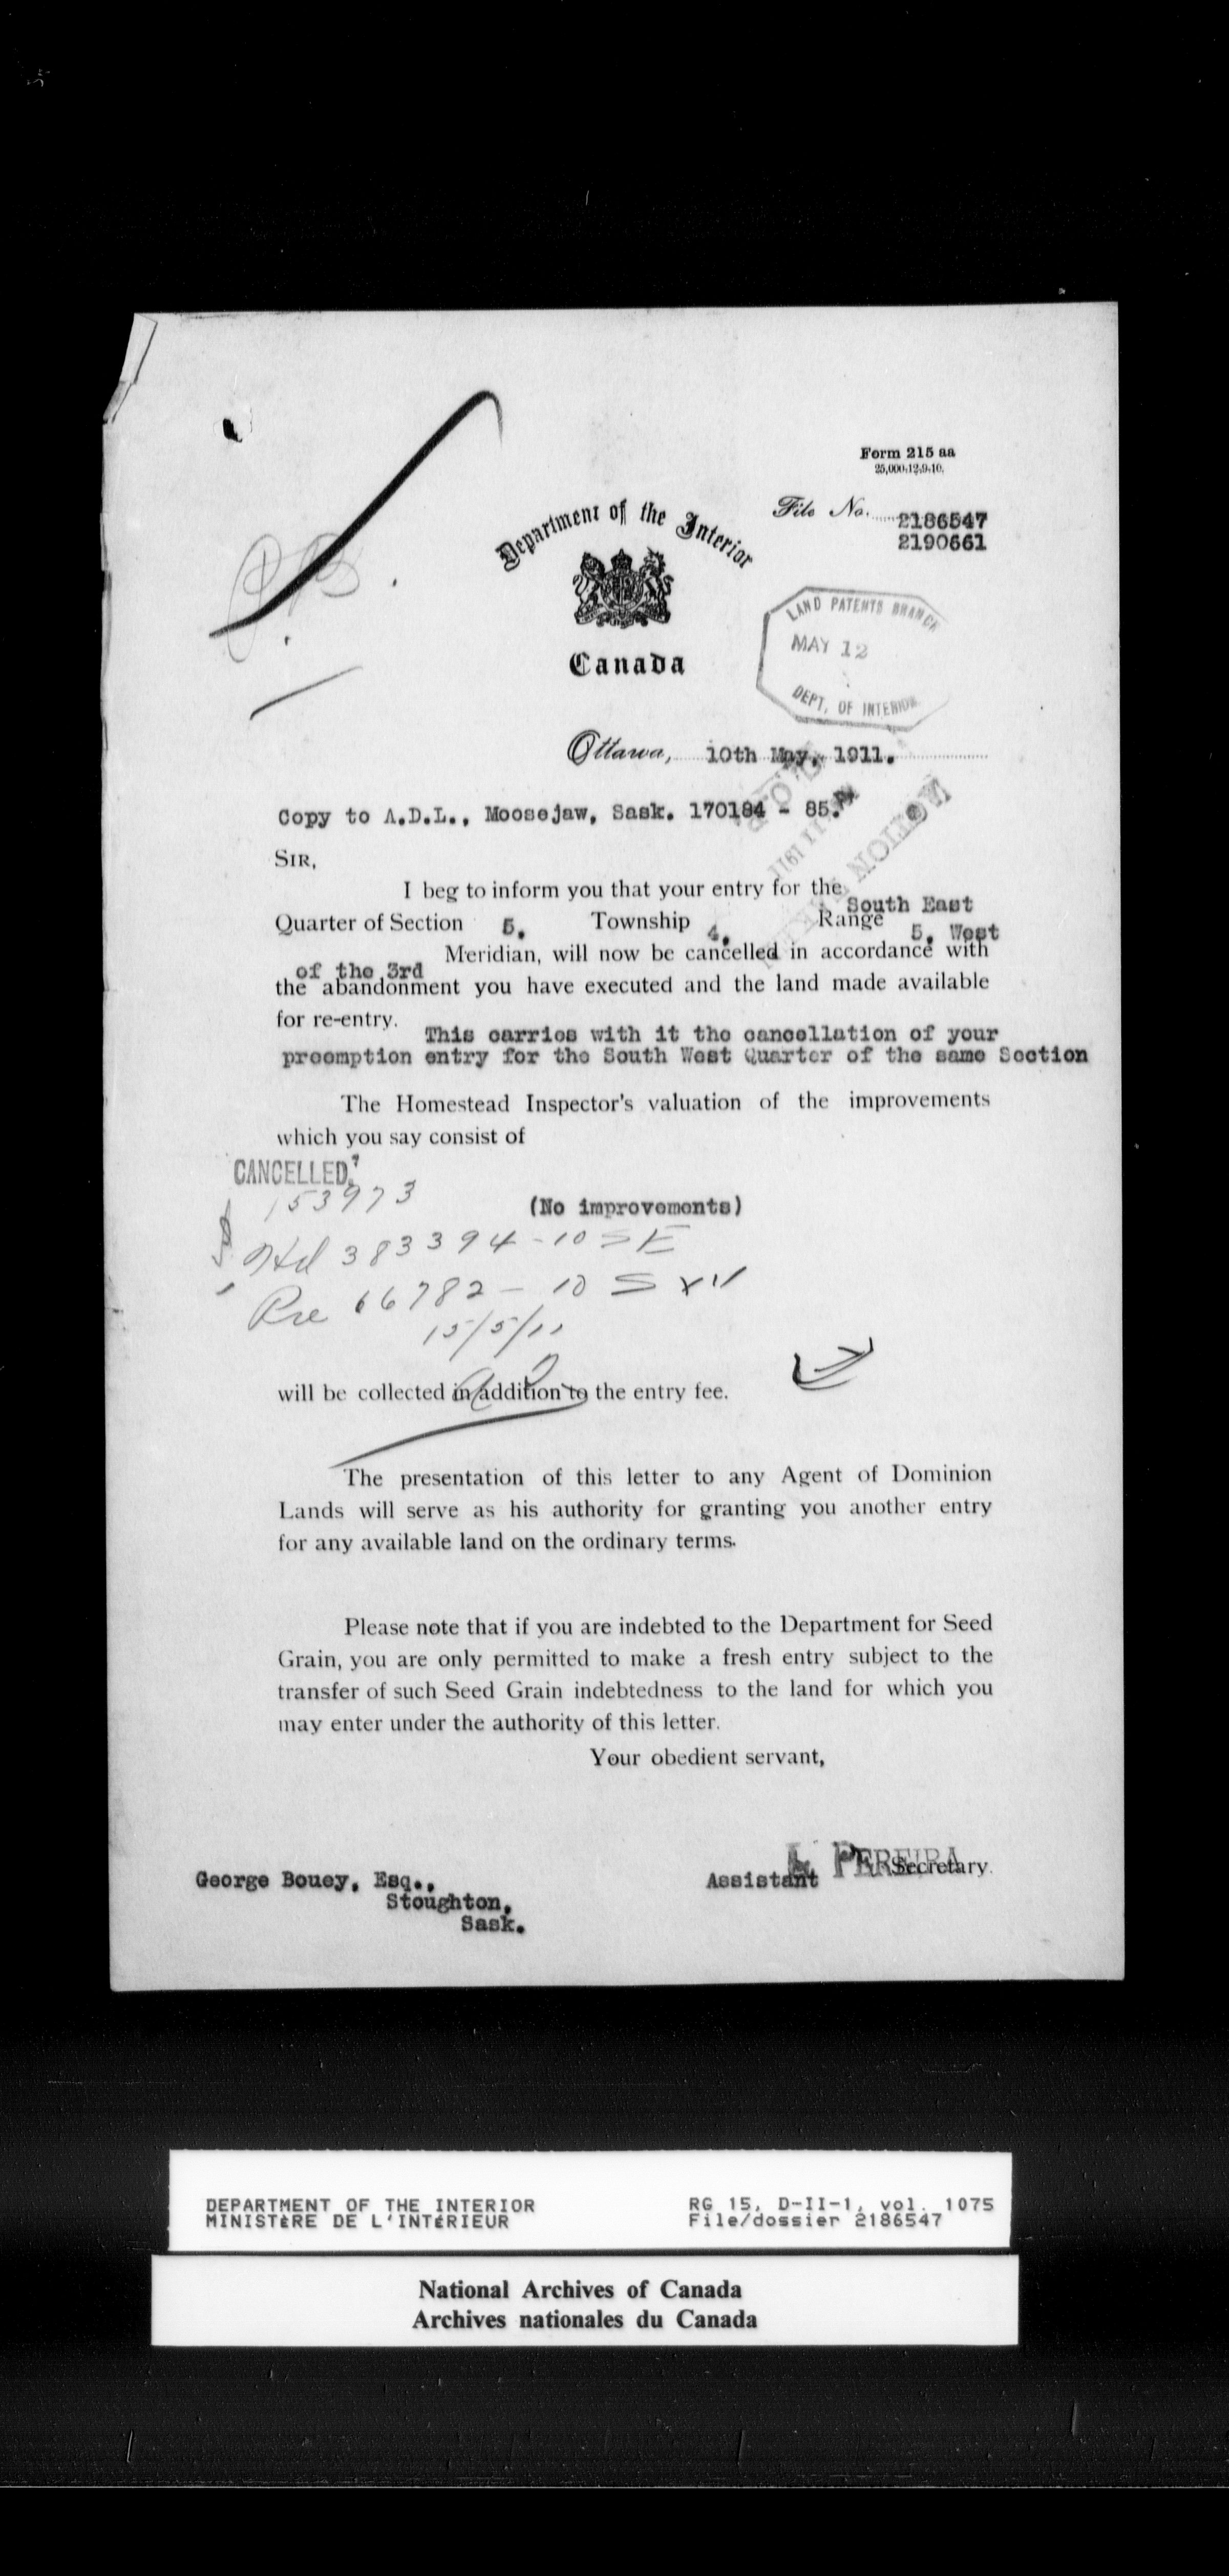 Form 215 aa
25,000-12-9-10.
File No. 2186547
2190661
Department of the Interior
Canada
LAND PATENTS BRANCH
MAY 12
DEPT. OF INTERIOR
Ottawa, 10th May, 1911.
Copy to A.D.L., Moosejaw, Sask. 170184 - 85.
SIR,
I beg to inform you that your entry for the South East
Quarter of Section 5. Township 4. Range 5. West
of the 3rd Meridian, will now be cancelled in accordance with
the abandonment you have executed and the land made available
for re-entry. This carries with it the cancellation of your
preemption entry for the South West Quarter of the same Section
The Homestead Inspector's valuation of the improvements
which you say consist of
CANCELLED
153973
(No improvements)
Hd 383394 - 10 SE
Pre 66782 - 10 SW
15/5/11
will be collected in addition to the entry fee.
The presentation of this letter to any Agent of Dominion
Lands will serve as his authority for granting you another entry
for any available land on the ordinary terms.
Please note that if you are indebted to the Department for Seed
Grain, you are only permitted to make a fresh entry subject to the
transfer of such Seed Grain indebtedness to the land for which you
may enter under the authority of this letter.
Your obedient servant,
L. PEREIRA
Assistant Secretary.
George Bouey, Esq.,
Stoughton,
Sask.
DEPARTMENT OF THE INTERIOR
MINISTÈRE DE L'INTÉRIEUR
RG 15, D-II-1, vol. 1075
File/dossier 2186547
National Archives of Canada
Archives nationales du Canada